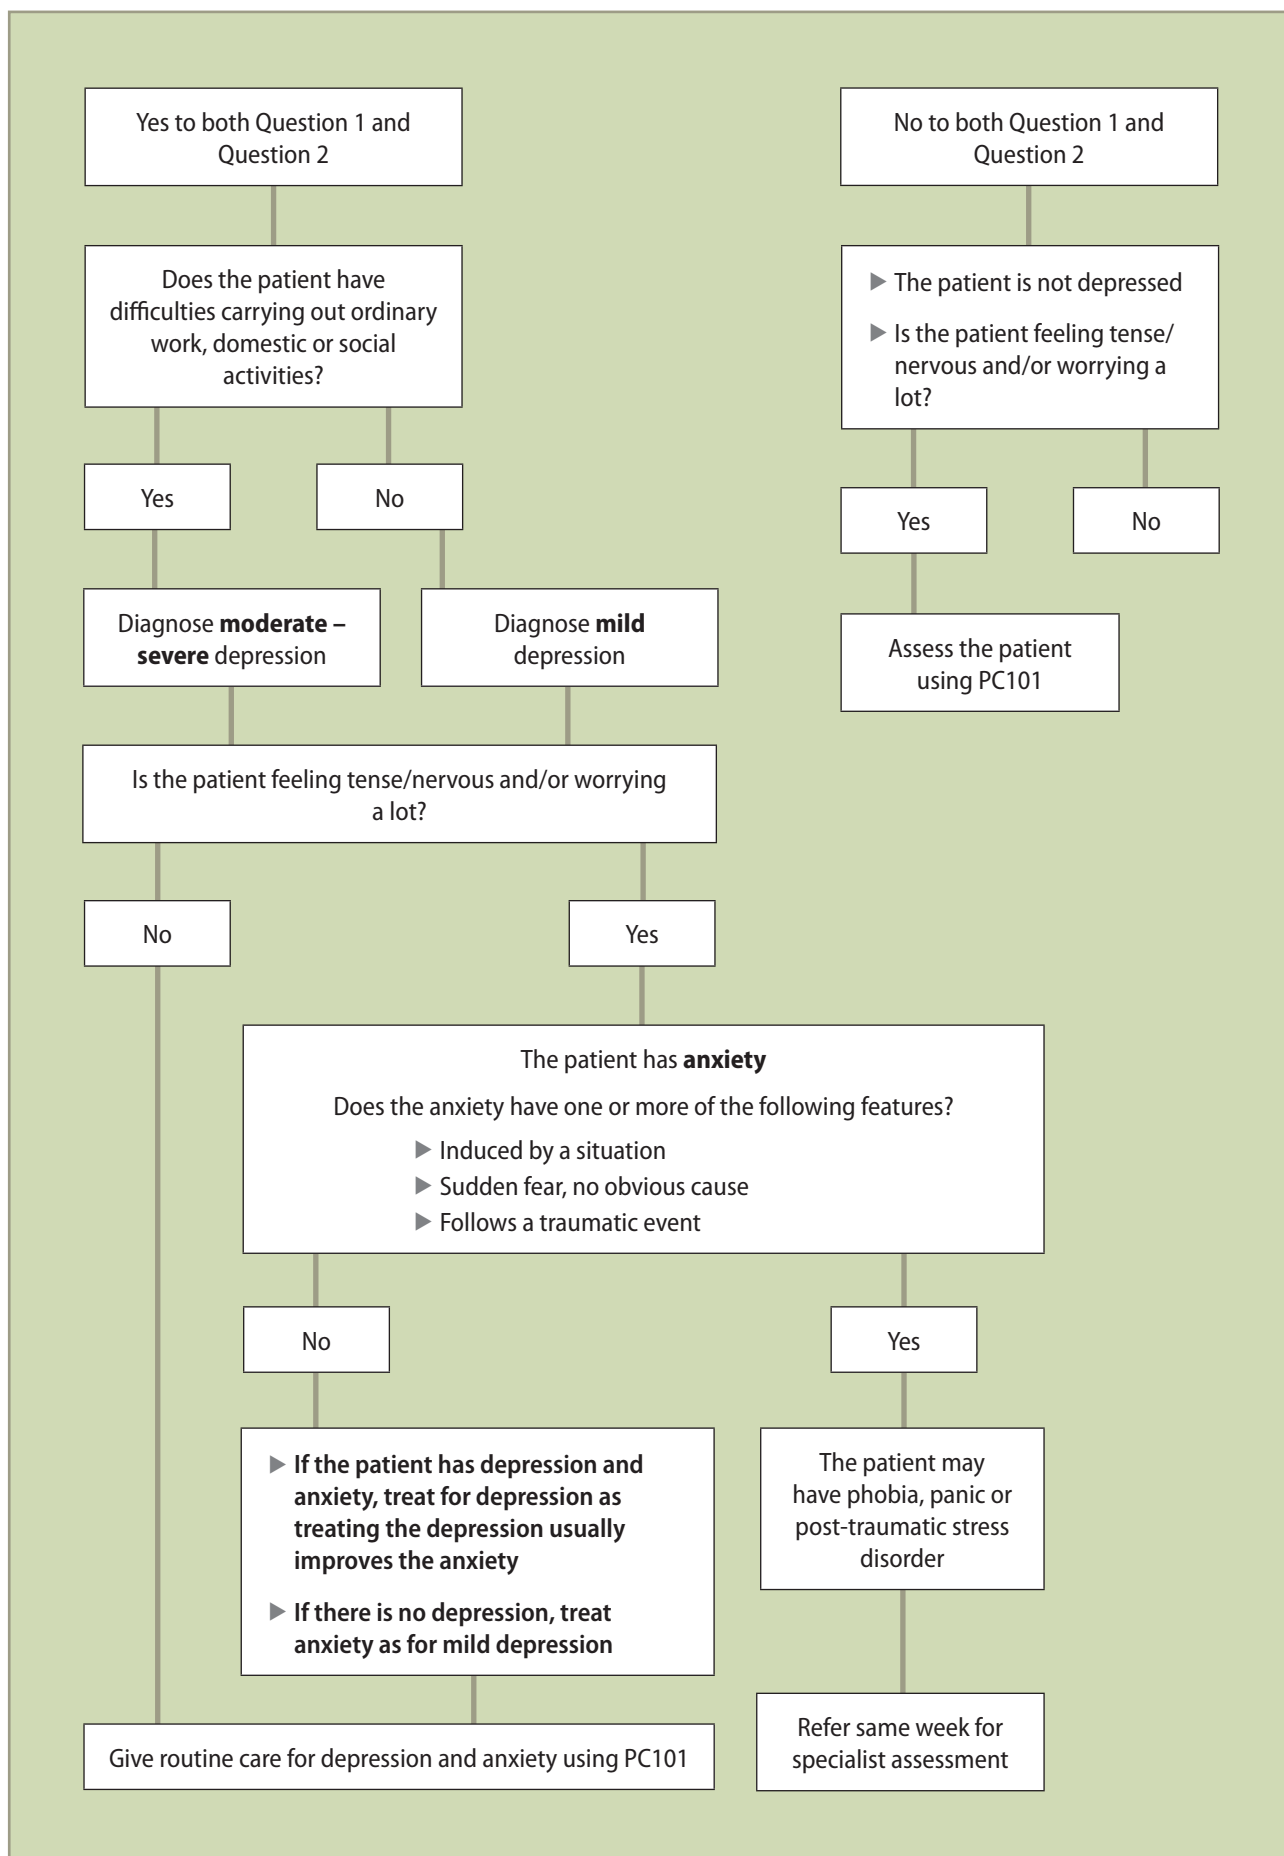 Yes to both Question 1 and
Question 2
No to both Question 1 and
Question 2
Does the patient have
difficulties carrying out ordinary
work, domestic or social
activities?
▶ The patient is not depressed
▶ Is the patient feeling tense/
nervous and/or worrying a
lot?
Yes
No
Yes
No
Diagnose moderate –
severe depression
Diagnose mild
depression
Assess the patient
using PC101
Is the patient feeling tense/nervous and/or worrying
a lot?
No
Yes
The patient has anxiety
Does the anxiety have one or more of the following features?
▶ Induced by a situation
▶ Sudden fear, no obvious cause
▶ Follows a traumatic event
No
Yes
▶ If the patient has depression and
anxiety, treat for depression as
treating the depression usually
improves the anxiety
▶ If there is no depression, treat
anxiety as for mild depression
The patient may
have phobia, panic or
post-traumatic stress
disorder
Give routine care for depression and anxiety using PC101
Refer same week for
specialist assessment